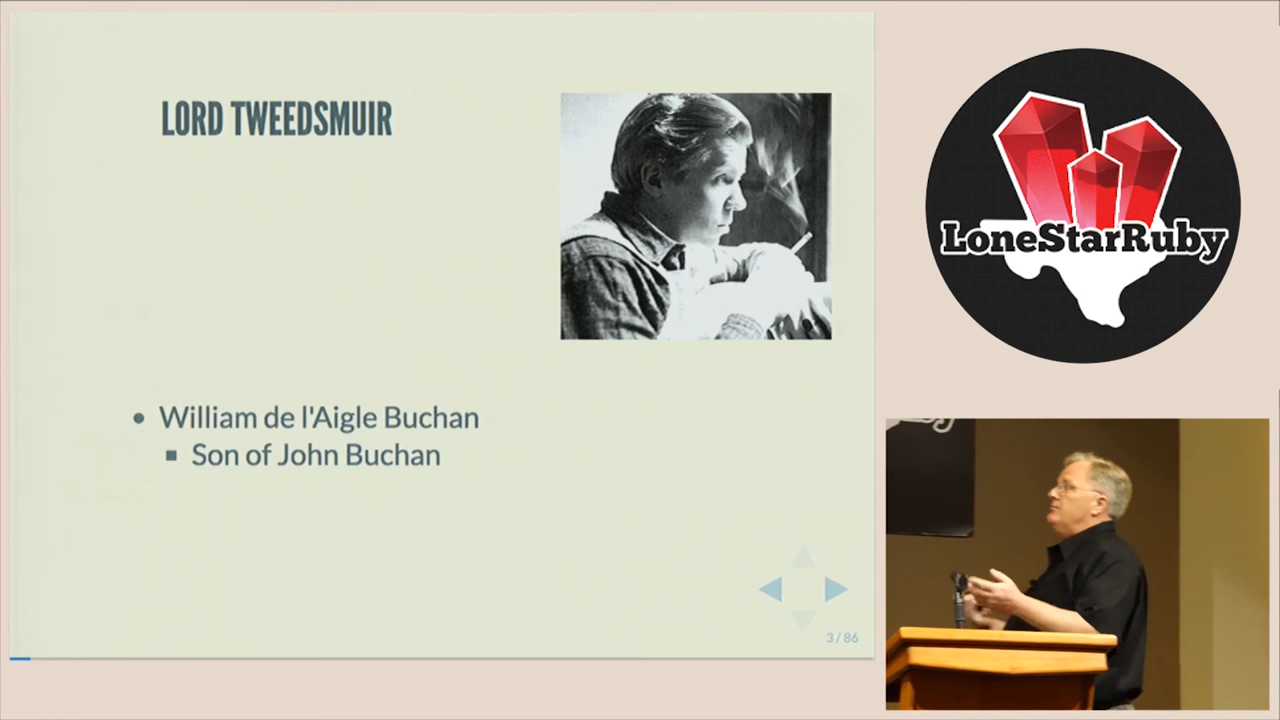 LORD TWEEDSMUIR
William de l'Aigle Buchan
Son of John Buchan
3 / 86
LoneStarRuby